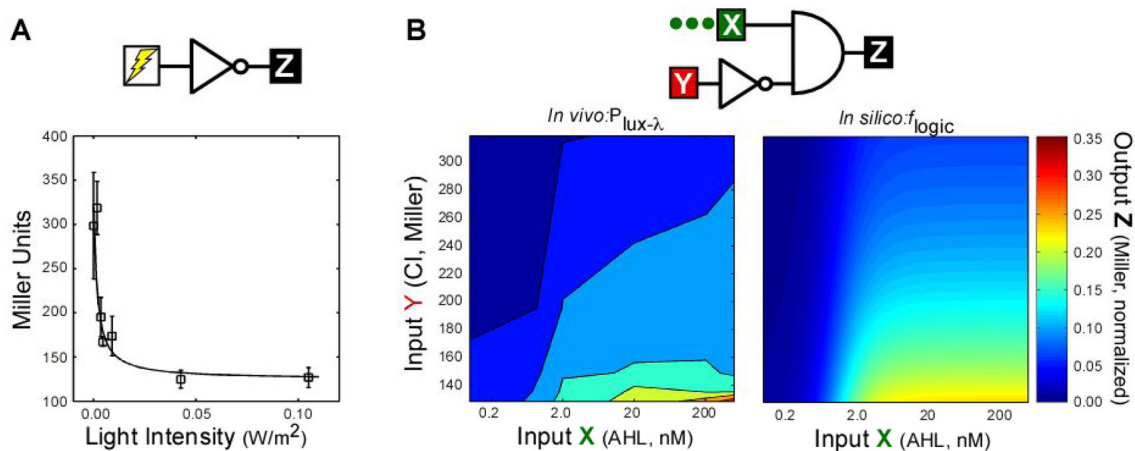 A
Z
400
350
300
250
200
150
100
Miller Units
0.00 0.05 0.10
Light Intensity (W/m²)
B
X
Y
Z
In vivo:Plux-λ
In silico:flogic
300
280
260
240
220
200
180
160
140
Input Y (CI, Miller)
0.2 2.0 20 200
Input X (AHL, nM)
0.2 2.0 20 200
Input X (AHL, nM)
0.35
0.30
0.25
0.20
0.15
0.10
0.05
0.00
Output Z (Miller, normalized)